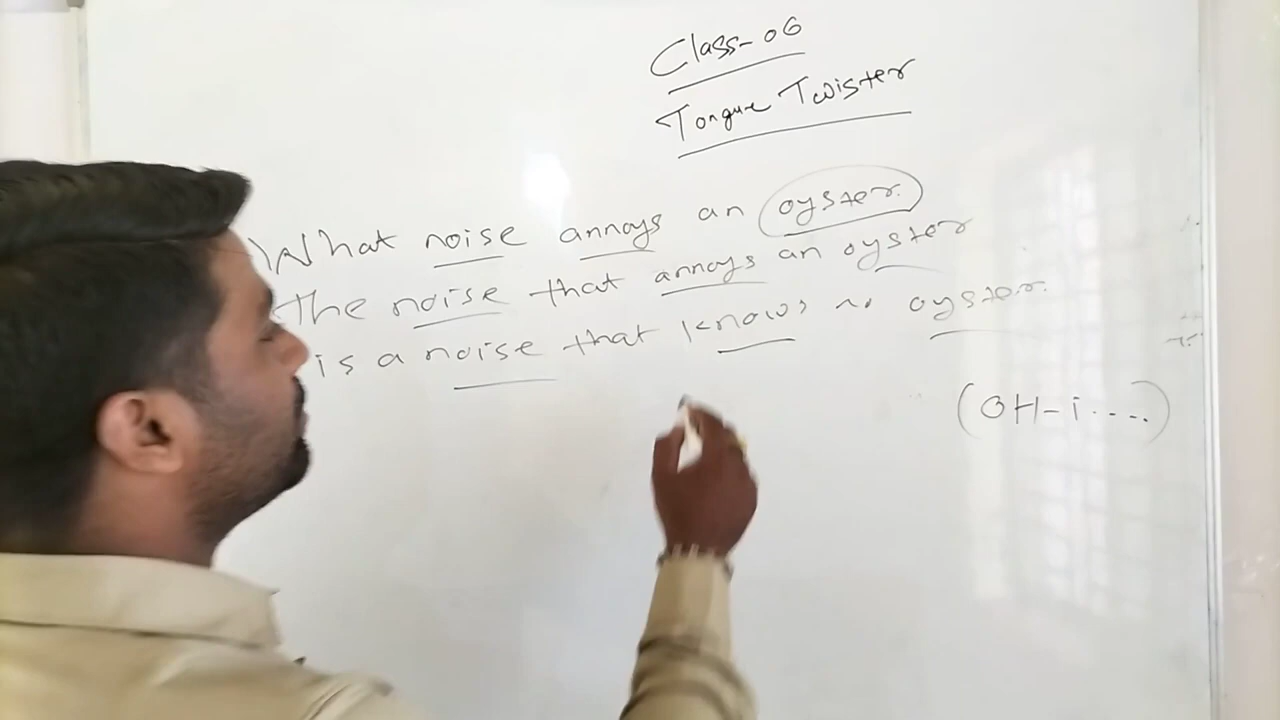 Class-06
Tongue Twister
What noise annoys an oyster.
The noise that annoys an oyster
is a noise that knows no oyster.
(OH-i....)